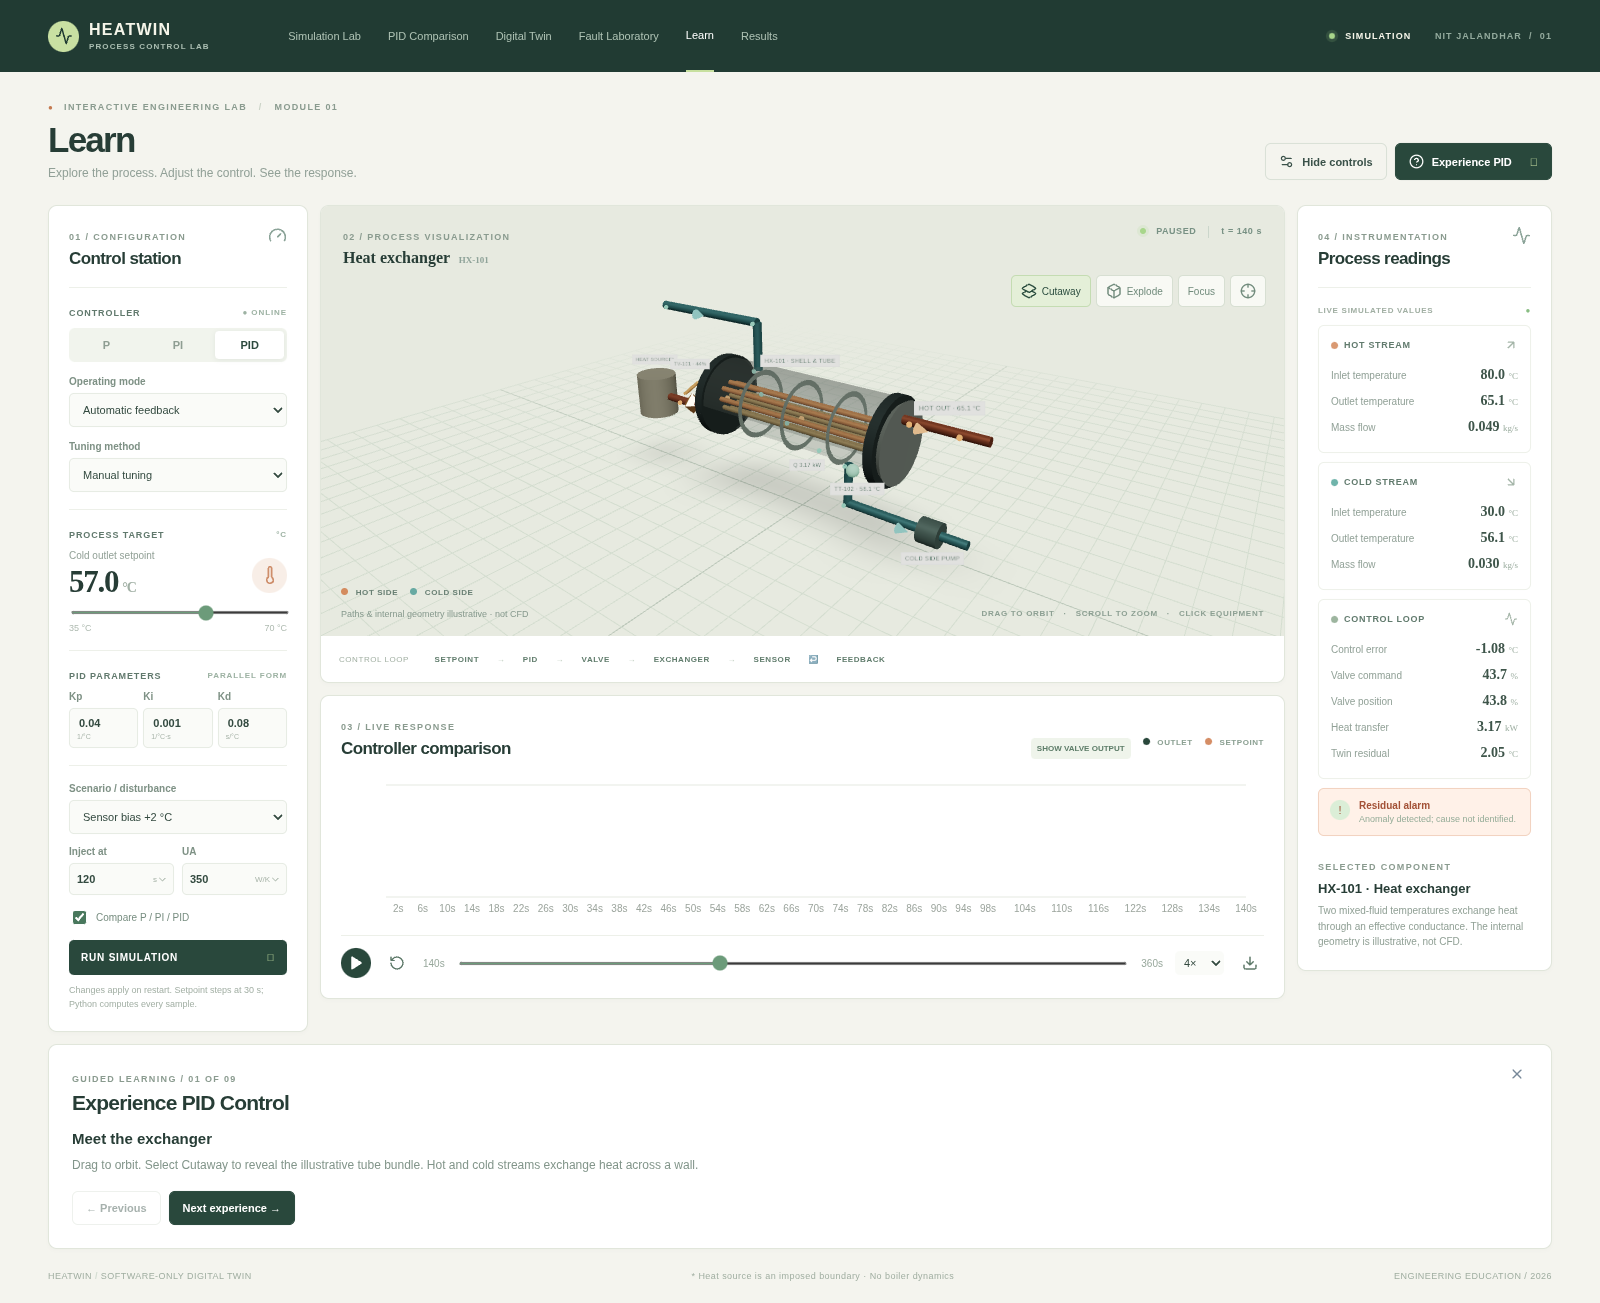 HEATWIN
PROCESS CONTROL LAB
Simulation Lab
PID Comparison
Digital Twin
Fault Laboratory
Learn
Results
SIMULATION
NIT JALANDHAR / 01
INTERACTIVE ENGINEERING LAB / MODULE 01
Learn
Explore the process. Adjust the control. See the response.
Hide controls
Experience PID
01 / CONFIGURATION
Control station
CONTROLLER
ONLINE
P
PI
PID
Operating mode
Automatic feedback
Tuning method
Manual tuning
PROCESS TARGET
°C
Cold outlet setpoint
57.0 °C
35 °C
70 °C
PID PARAMETERS
PARALLEL FORM
Kp
Ki
Kd
0.04
0.001
0.08
1/°C
1/°C·s
s/°C
Scenario / disturbance
Sensor bias +2 °C
Inject at
UA
120
s
350
W/K
Compare P / PI / PID
RUN SIMULATION
Changes apply on restart. Setpoint steps at 30 s;
Python computes every sample.
02 / PROCESS VISUALIZATION
Heat exchanger HX-101
PAUSED
t = 140 s
Cutaway
Explode
Focus
HEAT SOURCE*
HX-101 · SHELL & TUBE
HOT OUT · 65.1 °C
Q 3.17 kW
TT-102 · 56.1 °C
COLD SIDE PUMP
HOT SIDE
COLD SIDE
Paths & internal geometry illustrative · not CFD
DRAG TO ORBIT · SCROLL TO ZOOM · CLICK EQUIPMENT
CONTROL LOOP
SETPOINT → PID → VALVE → EXCHANGER → SENSOR ↩ FEEDBACK
03 / LIVE RESPONSE
Controller comparison
SHOW VALVE OUTPUT
OUTLET
SETPOINT
2s 6s 10s 14s 18s 22s 26s 30s 34s 38s 42s 46s 50s 54s 58s 62s 66s 70s 74s 78s 82s 86s 90s 94s 98s 104s 110s 116s 122s 128s 134s 140s
140s
360s
4×
04 / INSTRUMENTATION
Process readings
LIVE SIMULATED VALUES
HOT STREAM
Inlet temperature 80.0 °C
Outlet temperature 65.1 °C
Mass flow 0.049 kg/s
COLD STREAM
Inlet temperature 30.0 °C
Outlet temperature 56.1 °C
Mass flow 0.030 kg/s
CONTROL LOOP
Control error -1.08 °C
Valve command 43.7 %
Valve position 43.8 %
Heat transfer 3.17 kW
Twin residual 2.05 °C
!
Residual alarm
Anomaly detected; cause not identified.
SELECTED COMPONENT
HX-101 · Heat exchanger
Two mixed-fluid temperatures exchange heat
through an effective conductance. The internal
geometry is illustrative, not CFD.
GUIDED LEARNING / 01 OF 09
Experience PID Control
Meet the exchanger
Drag to orbit. Select Cutaway to reveal the illustrative tube bundle. Hot and cold streams exchange heat across a wall.
← Previous
Next experience →
HEATWIN / SOFTWARE-ONLY DIGITAL TWIN
* Heat source is an imposed boundary · No boiler dynamics
ENGINEERING EDUCATION / 2026